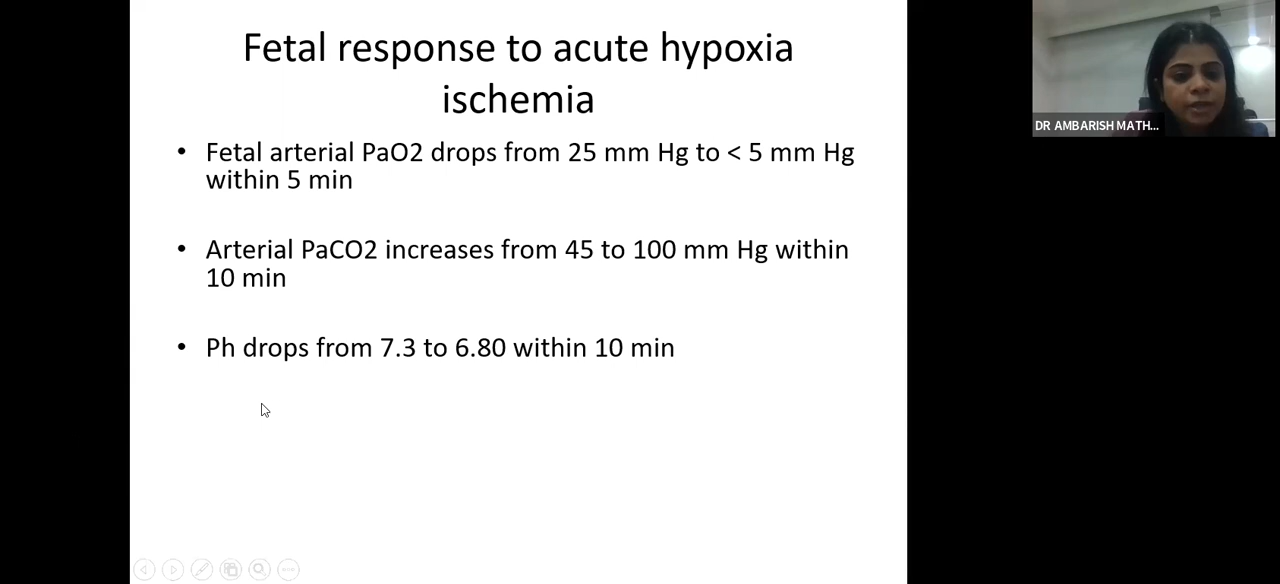 Fetal response to acute hypoxia
ischemia
• Fetal arterial PaO2 drops from 25 mm Hg to < 5 mm Hg
within 5 min
• Arterial PaCO2 increases from 45 to 100 mm Hg within
10 min
• Ph drops from 7.3 to 6.80 within 10 min
DR AMBARISH MATH...